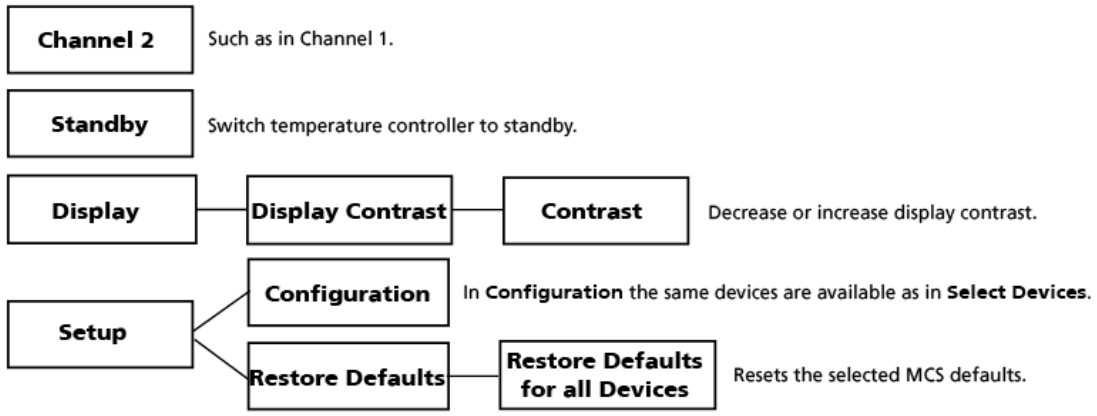 Channel 2 Such as in Channel 1.
Standby Switch temperature controller to standby.
Display Display Contrast Contrast Decrease or increase display contrast.
Configuration In Configuration the same devices are available as in Select Devices.
Setup
Restore Defaults Restore Defaults
for all Devices Resets the selected MCS defaults.